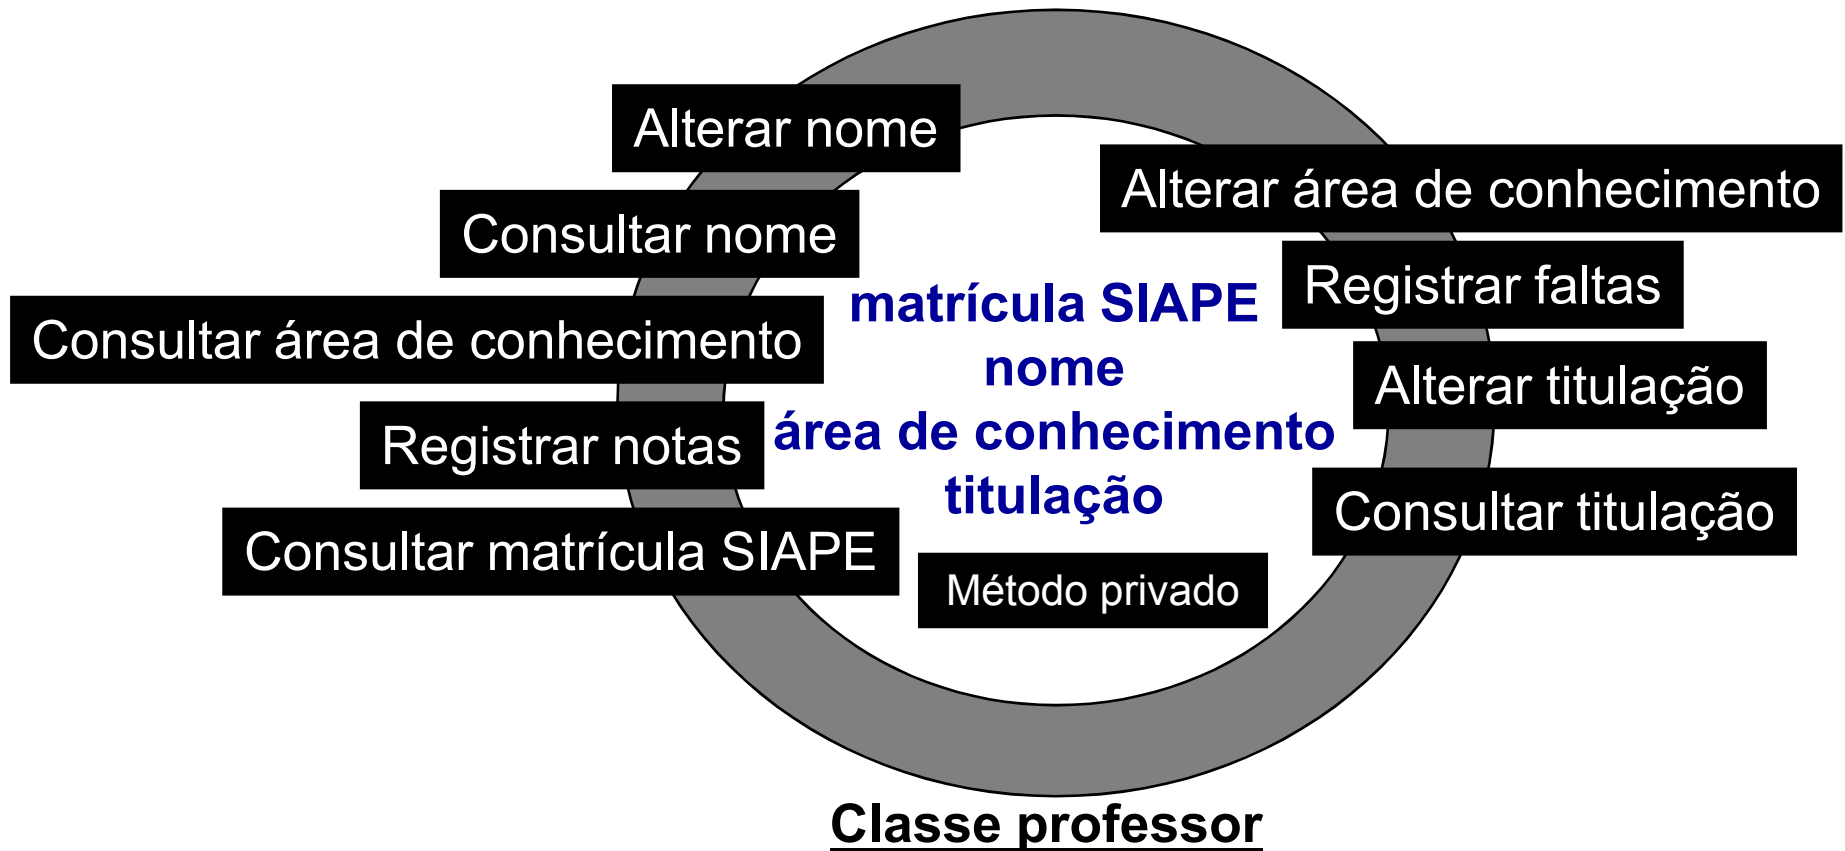 Alterar nome
Alterar área de conhecimento
Consultar nome
Registrar faltas
Consultar área de conhecimento
matrícula SIAPE
nome
área de conhecimento
titulação
Alterar titulação
Registrar notas
Consultar titulação
Consultar matrícula SIAPE
Método privado
Classe professor